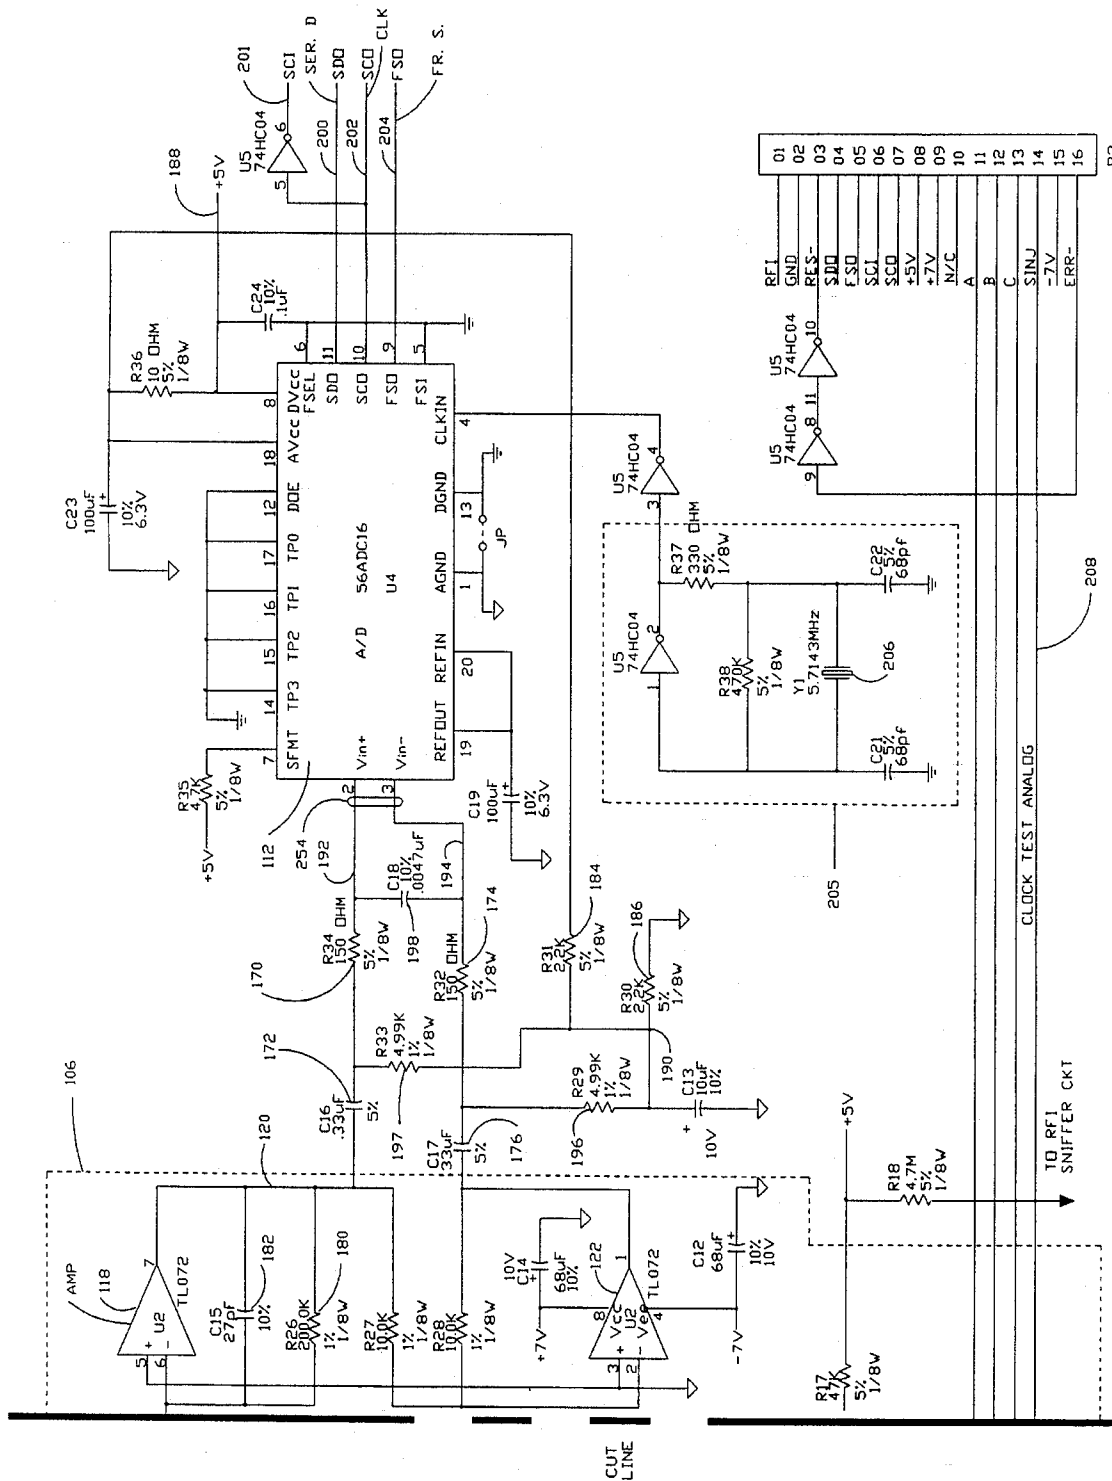 106
AMP
118
120
5
+
6
-
U2
7
TL072
C15
27pF
10%
182
R26
200.0K
1%
1/8W
180
R27
10.0K
1%
1/8W
R28
10.0K
1%
1/8W
+7V
10V
C14
+
68uF
10%
122
8
Vcc
3
+
U2
2
-
Vee
4
1
TL072
-7V
C12
68uF
+
10%
10V
CUT
LINE
172
C16
.33uF
5%
170
R34
150 OHM
5%
1/8W
R33
4.99K
1%
1/8W
197
C17
.33uF
5%
176
R32
150 OHM
5%
1/8W
174
C18
10%
.0047uF
198
192
194
254
112
R29
4.99K
1%
1/8W
196
C13
10uF
10%
+
10V
190
R30
2.2K
5%
1/8W
186
R31
2.2K
5%
1/8W
184
C19
100uF
+
10%
6.3V
+5V
R35
4.7K
5%
1/8W
C23
100uF
+
10%
6.3V
R36
10 OHM
5%
1/8W
188
+5V
C24
10%
.1uF
7
14
15
16
17
12
18
8
SFMT
TP3
TP2
TP1
TP0
DOE
AVcc
DVcc
2
Vin+
3
Vin-
A/D
56ADC16
U4
FSEL
6
SDO
11
SCO
10
FSO
9
FSI
5
REFOUT
REFIN
AGND
DGND
CLKIN
19
20
1
13
4
JP
201
SCI
5
6
U5
74HC04
SER. D
SDO
200
SCO
CLK
202
FSO
204
FR. S.
205
U5
74HC04
1
2
R37
330 OHM
5%
1/8W
R38
470K
5%
1/8W
Y1
5.7143MHz
206
C21
5%
68pf
C22
5%
68pf
U5
74HC04
3
4
U5
74HC04
9
8
U5
74HC04
11
10
RFI
GND
RES-
SDO
FSO
SCI
SCO
+5V
+7V
N/C
A
B
C
SINJ
-7V
ERR-
01
02
03
04
05
06
07
08
09
10
11
12
13
14
15
16
CLOCK TEST ANALOG
208
R17
47K
5%
1/8W
+5V
R18
4.7M
5%
1/8W
TO RFI
SNIFFER CKT